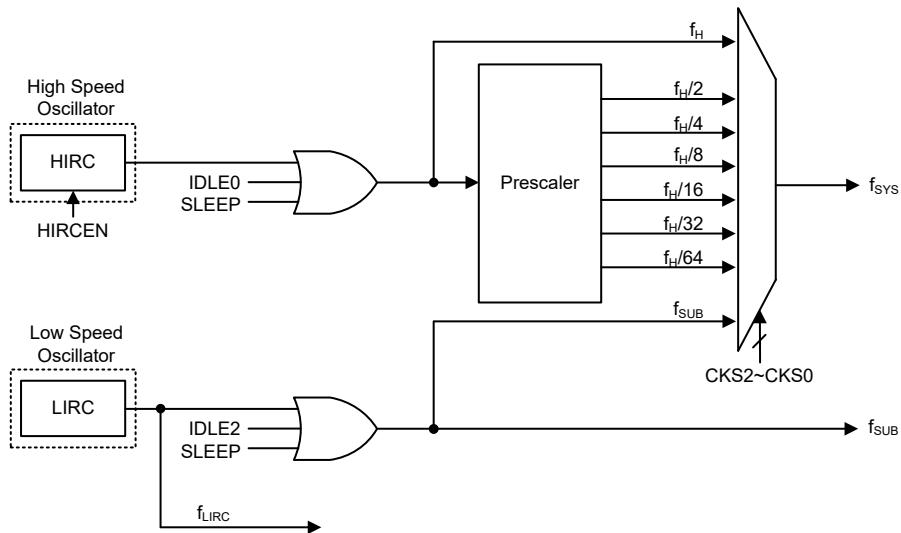 High Speed
Oscillator
HIRC
HIRCEN
IDLE0
SLEEP
Prescaler
fH
fH/2
fH/4
fH/8
fH/16
fH/32
fH/64
fSUB
CKS2~CKS0
fSYS
Low Speed
Oscillator
LIRC
IDLE2
SLEEP
fSUB
fLIRC